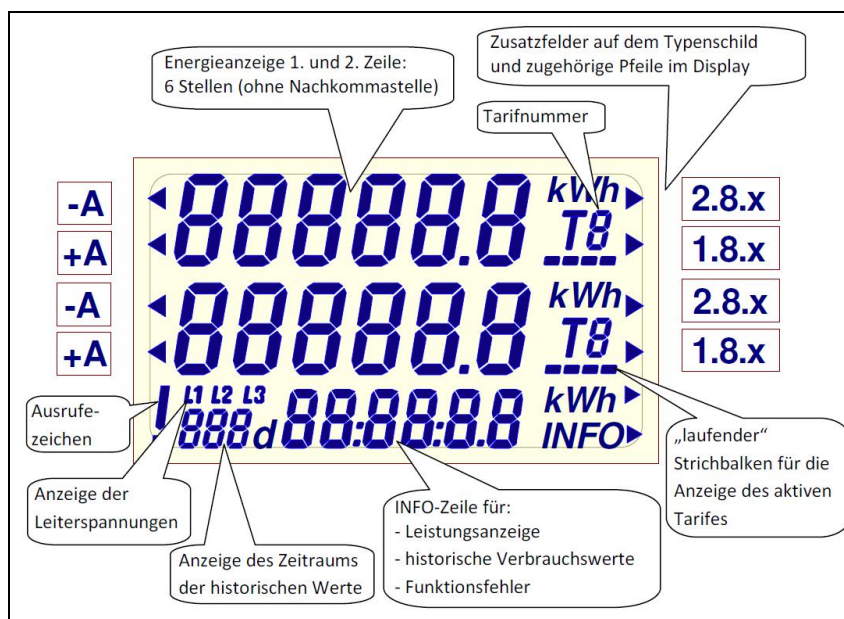 Energieanzeige 1. und 2. Zeile:
6 Stellen (ohne Nachkommastelle)
Zusatzfelder auf dem Typenschild
und zugehörige Pfeile im Display
Tarifnummer
-A
+A
-A
+A
88888.8
kWh
T8
88888.8
kWh
T8
2.8.x
1.8.x
2.8.x
1.8.x
! L1 L2 L3
888d 88:88:8.8
kWh
INFO
Ausrufe-
zeichen
Anzeige der
Leiterspannungen
Anzeige des Zeitraums
der historischen Werte
INFO-Zeile für:
- Leistungsanzeige
- historische Verbrauchswerte
- Funktionsfehler
„laufender“
Strichbalken für die
Anzeige des aktiven
Tarifes